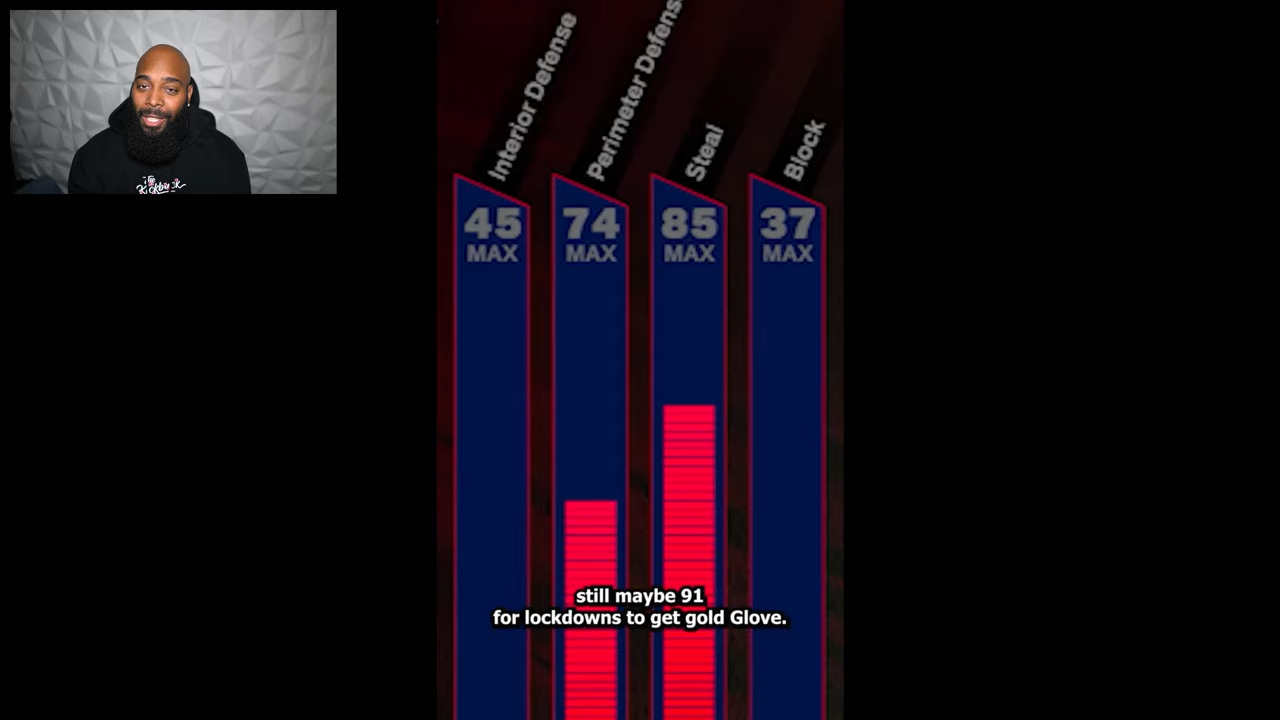 Interior Defense
Perimeter Defens
Steal
Block
45
MAX
74
MAX
85
MAX
37
MAX
still maybe 91
for lockdowns to get gold Glove.